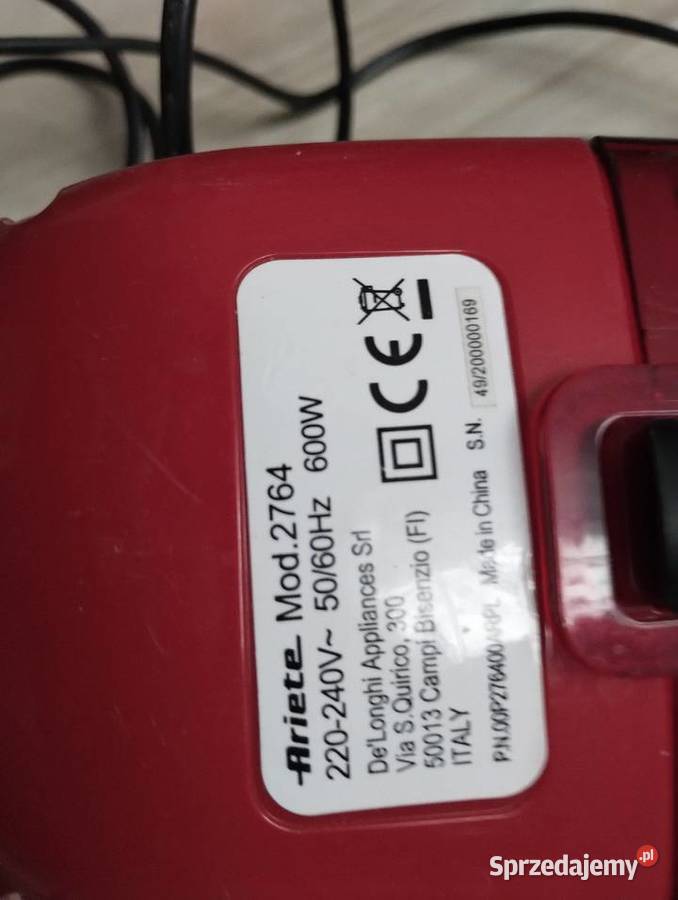 Ariete Mod.2764
220-240V~ 50/60Hz 600W
De'Longhi Appliances Srl
Via S.Quirico, 300
50013 Campi Bisenzio (FI)
ITALY
P.N.00P276400ARPL Made in China S.N. 49/200000169
CE
Sprzedajemy.pl